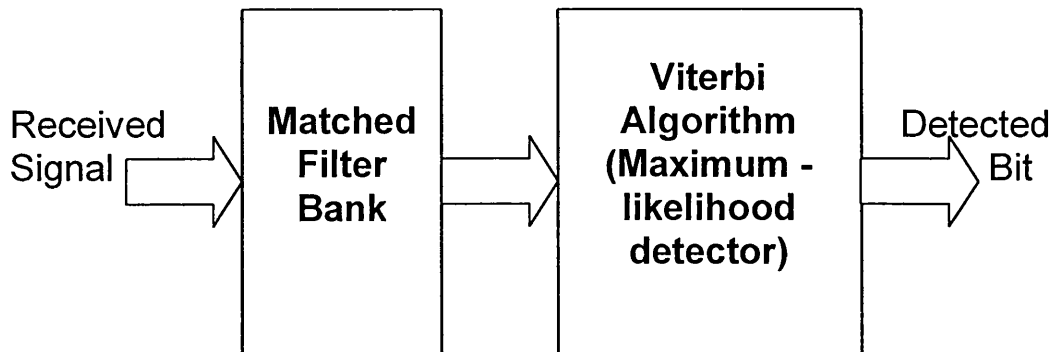 Received
Signal
Matched
Filter
Bank
Viterbi
Algorithm
(Maximum -
likelihood
detector)
Detected
Bit